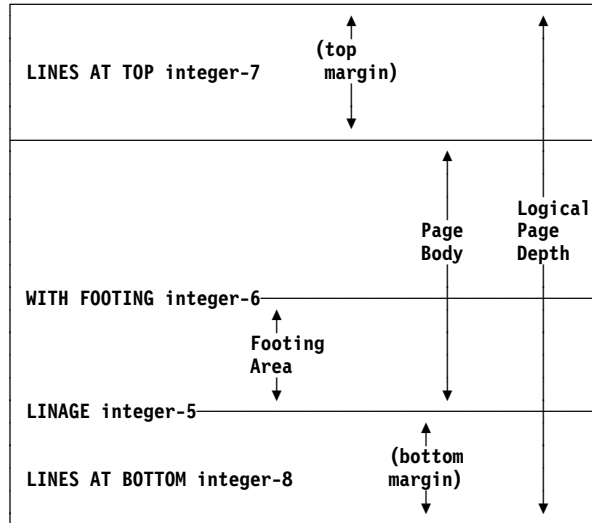 (top
LINES AT TOP integer-7 margin)
Logical
Page Page
Body Depth
WITH FOOTING integer-6
Footing
Area
LINAGE integer-5
(bottom
LINES AT BOTTOM integer-8 margin)